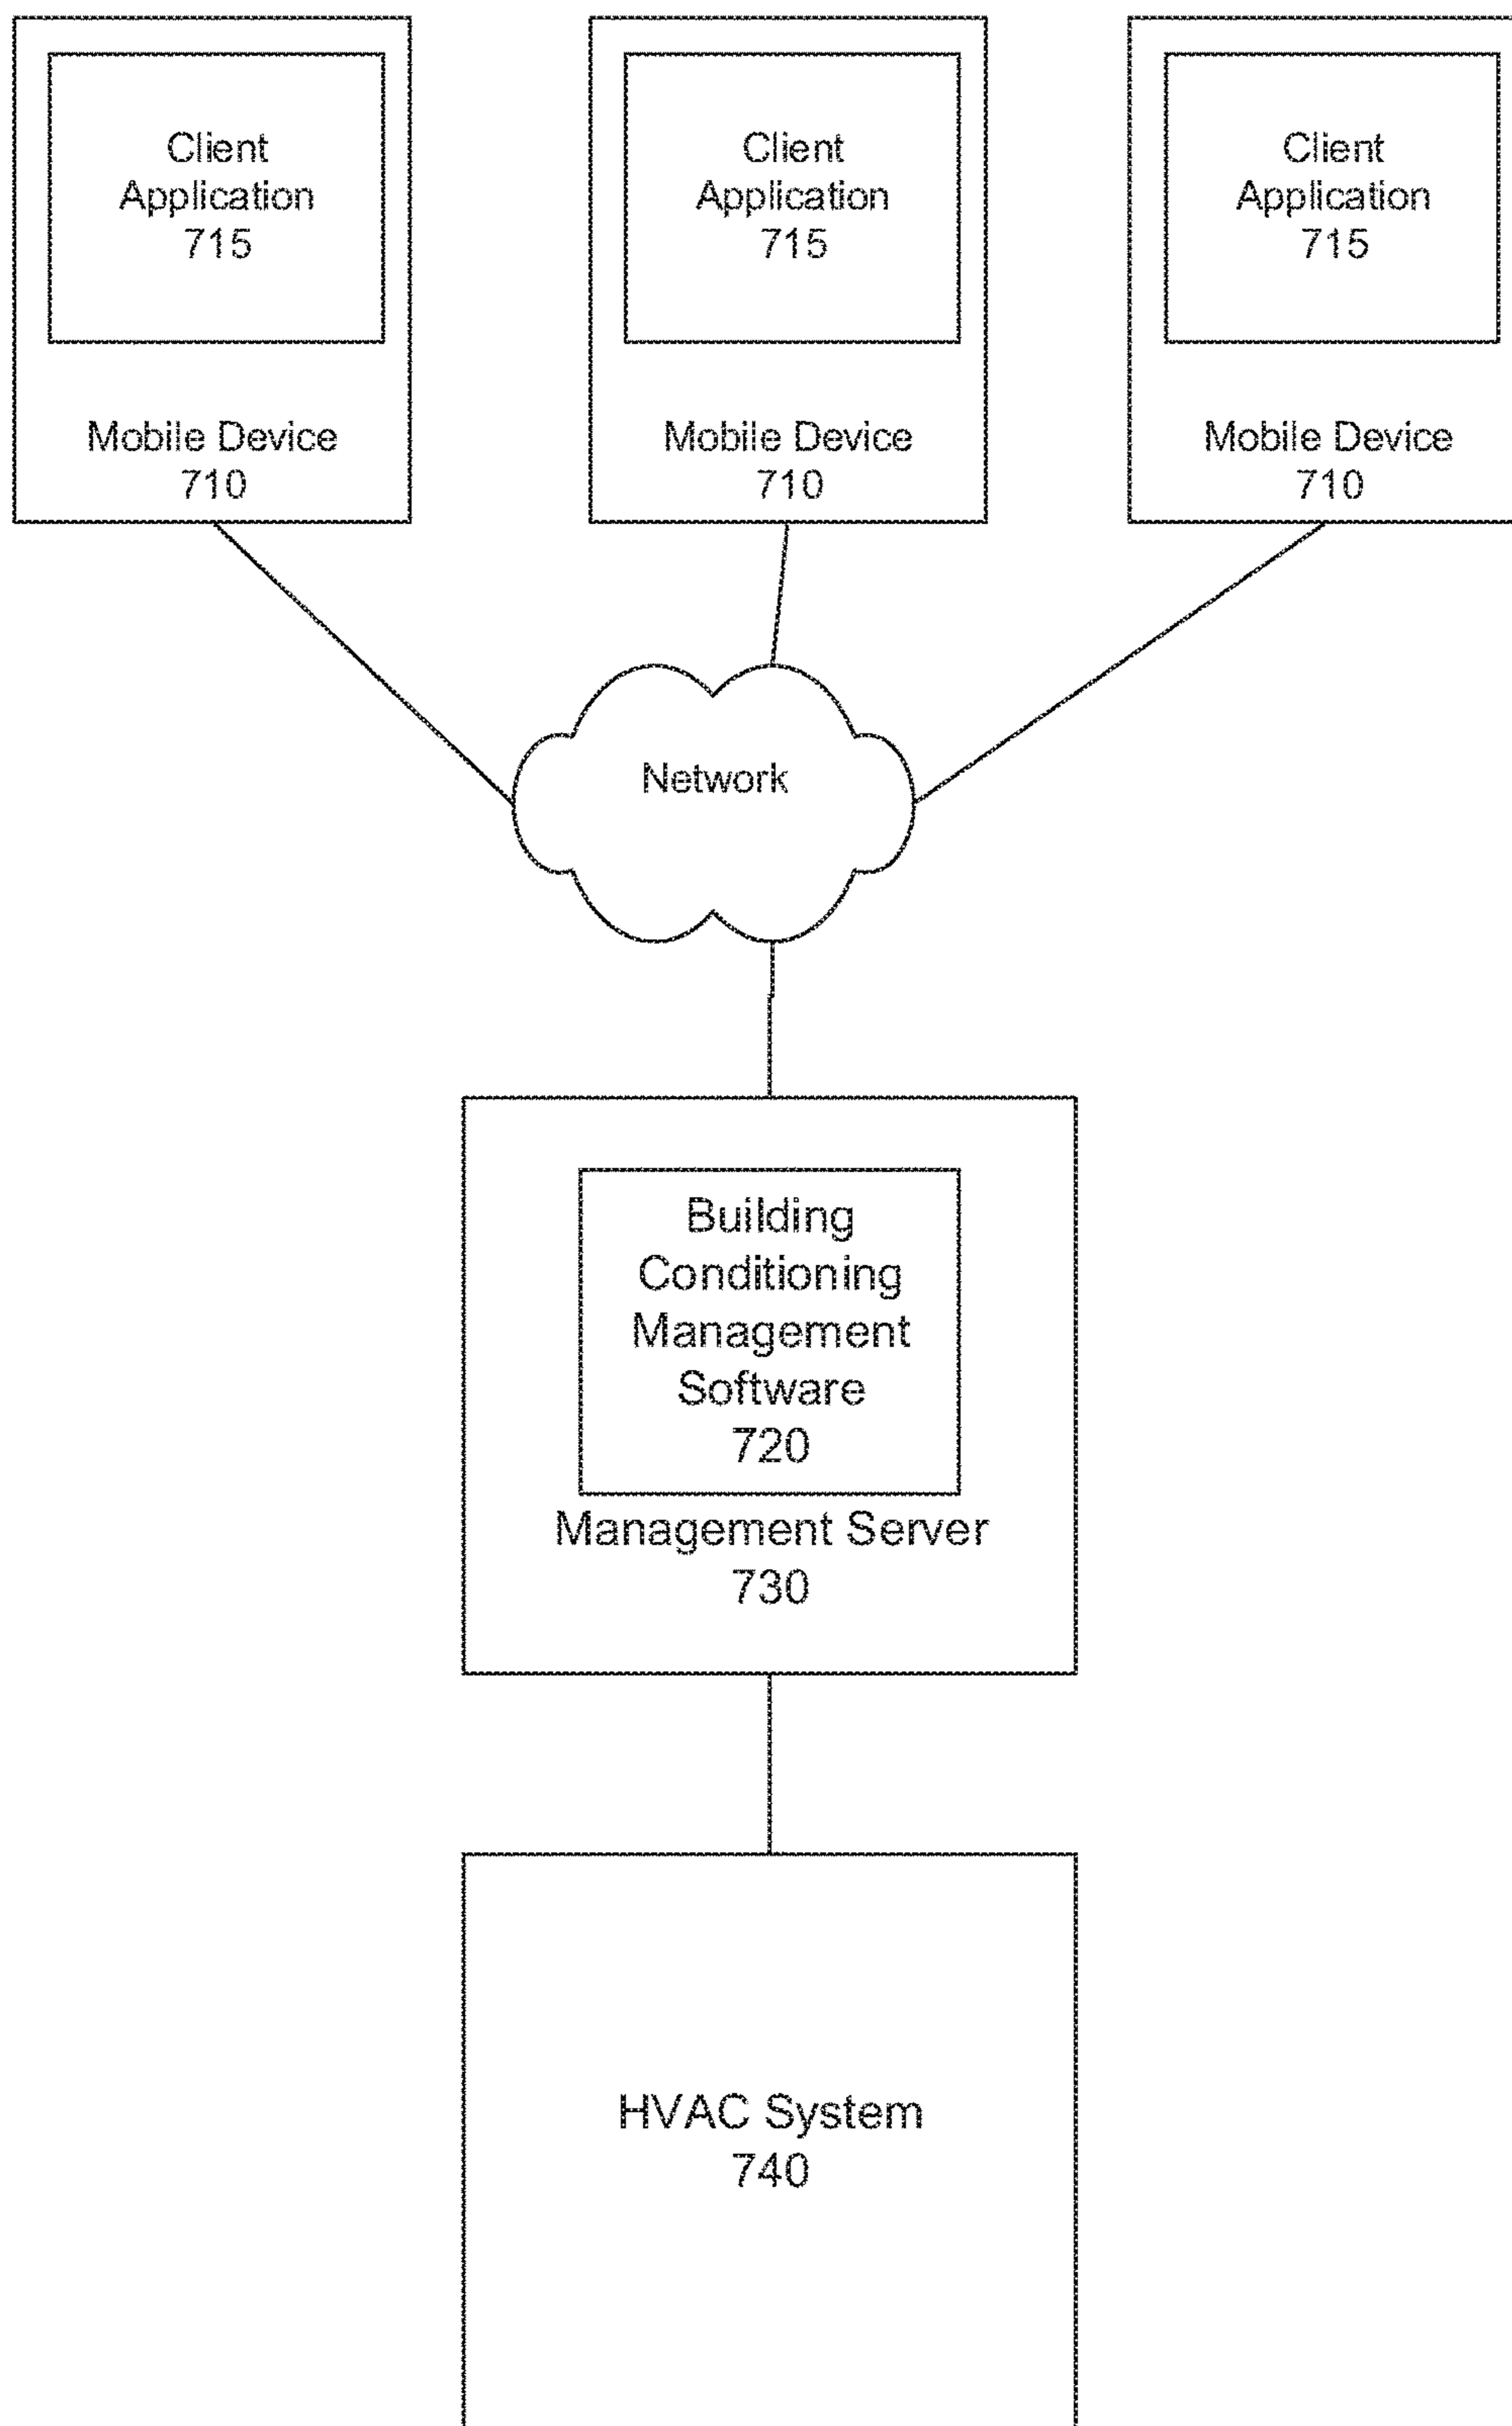 Client
Application
715
Mobile Device
710
Client
Application
715
Mobile Device
710
Client
Application
715
Mobile Device
710
Network
Building
Conditioning
Management
Software
720
Management Server
730
HVAC System
740